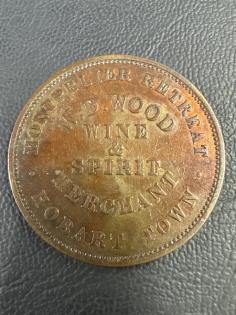 MONTPELIER RETREAT
W. D. WOOD
WINE
&
SPIRIT
MERCHANT
HOBART TOWN